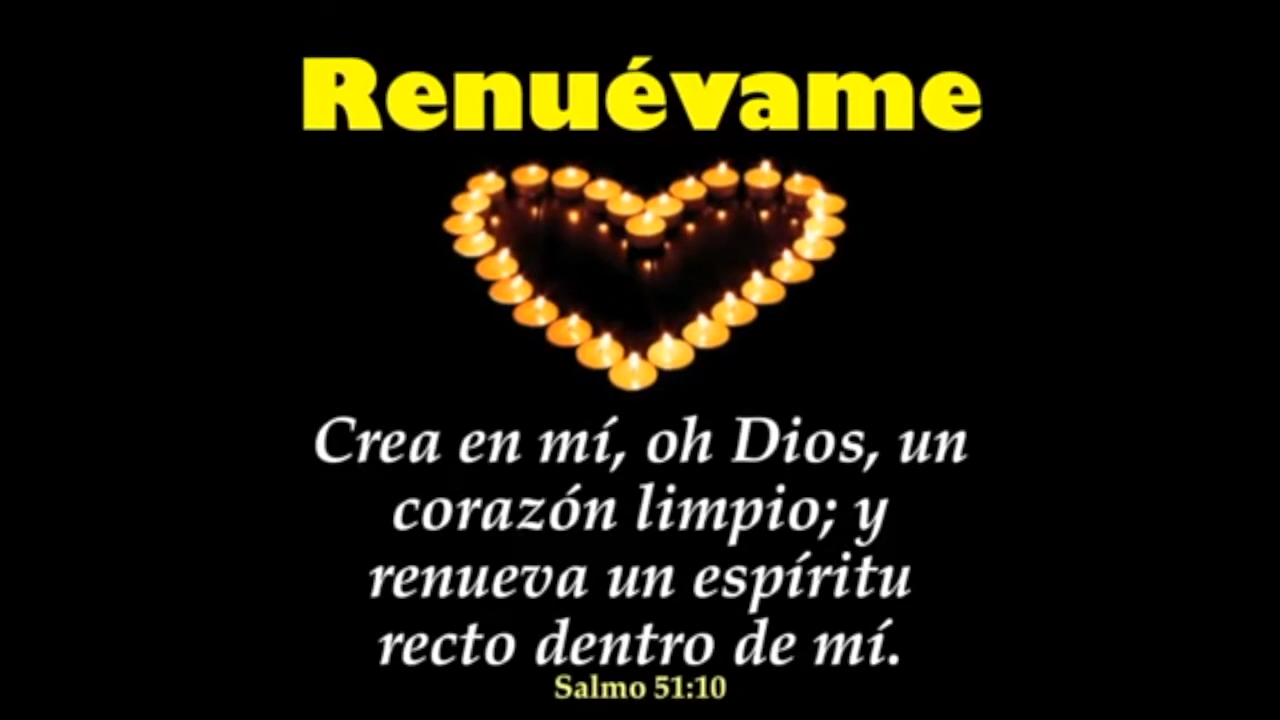 Renuévame
Crea en mí, oh Dios, un
corazón limpio; y
renueva un espíritu
recto dentro de mí.
Salmo 51:10